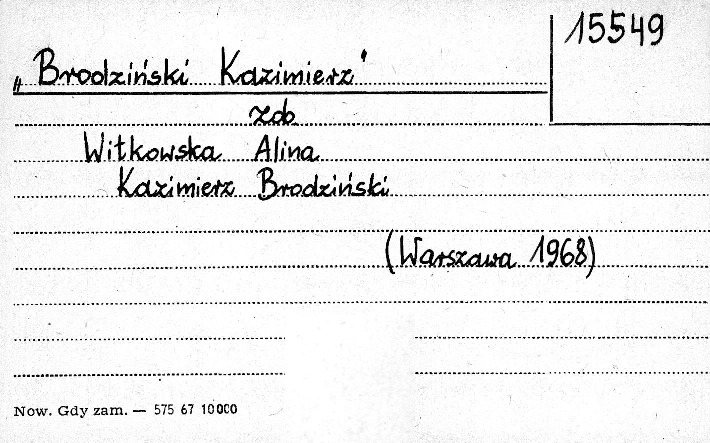 15549
„Brodziński Kazimierz"
zob
Witkowska Alina
Kazimierz Brodziński
(Warszawa 1968)
Now. Gdy zam. — 575 67 10000